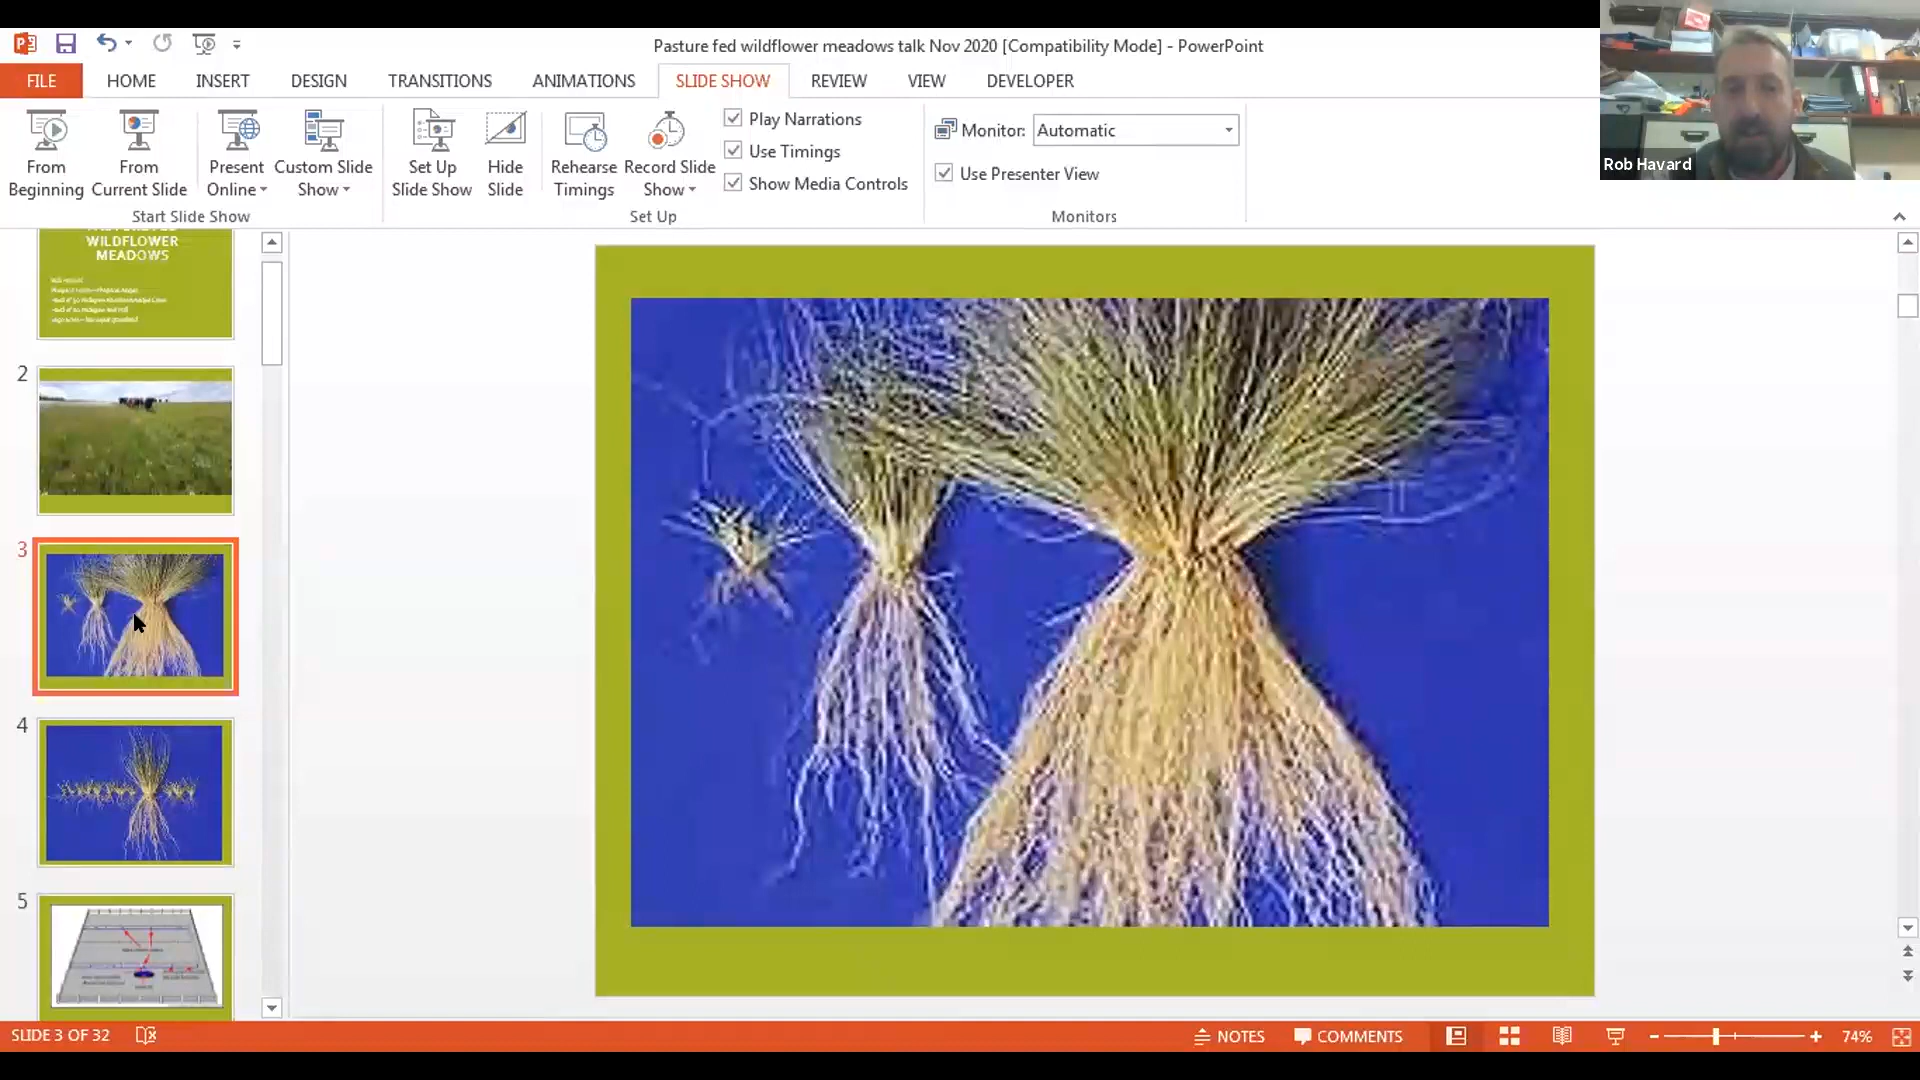 Pasture fed wildflower meadows talk Nov 2020 [Compatibility Mode] - PowerPoint
FILE HOME INSERT DESIGN TRANSITIONS ANIMATIONS SLIDE SHOW REVIEW VIEW DEVELOPER
From Beginning
From Current Slide
Present Online
Custom Slide Show
Start Slide Show
Set Up Slide Show
Hide Slide
Rehearse Timings
Record Slide Show
Play Narrations
Use Timings
Show Media Controls
Set Up
Monitor: Automatic
Use Presenter View
Monitors
Rob Havard
WILDFLOWER
MEADOWS
2
3
4
5
SLIDE 3 OF 32
NOTES
COMMENTS
74%